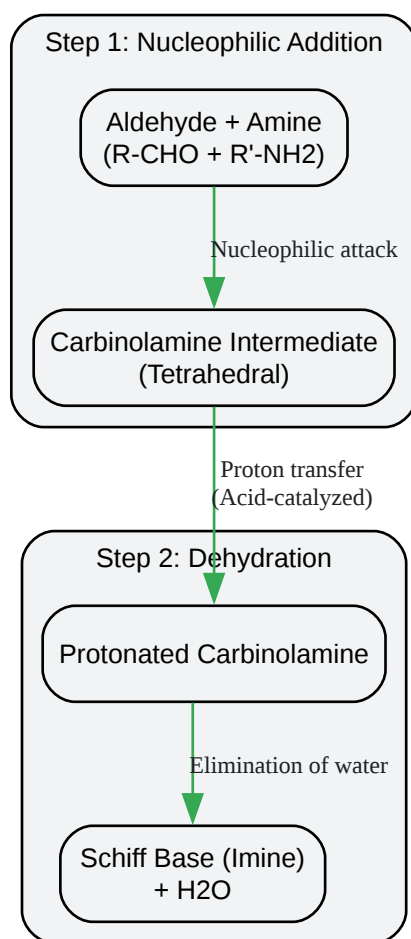 Step 1: Nucleophilic Addition
Aldehyde + Amine
(R-CHO + R'-NH2)
Nucleophilic attack
Carbinolamine Intermediate
(Tetrahedral)
Proton transfer
(Acid-catalyzed)
Step 2: Dehydration
Protonated Carbinolamine
Elimination of water
Schiff Base (Imine)
+ H2O